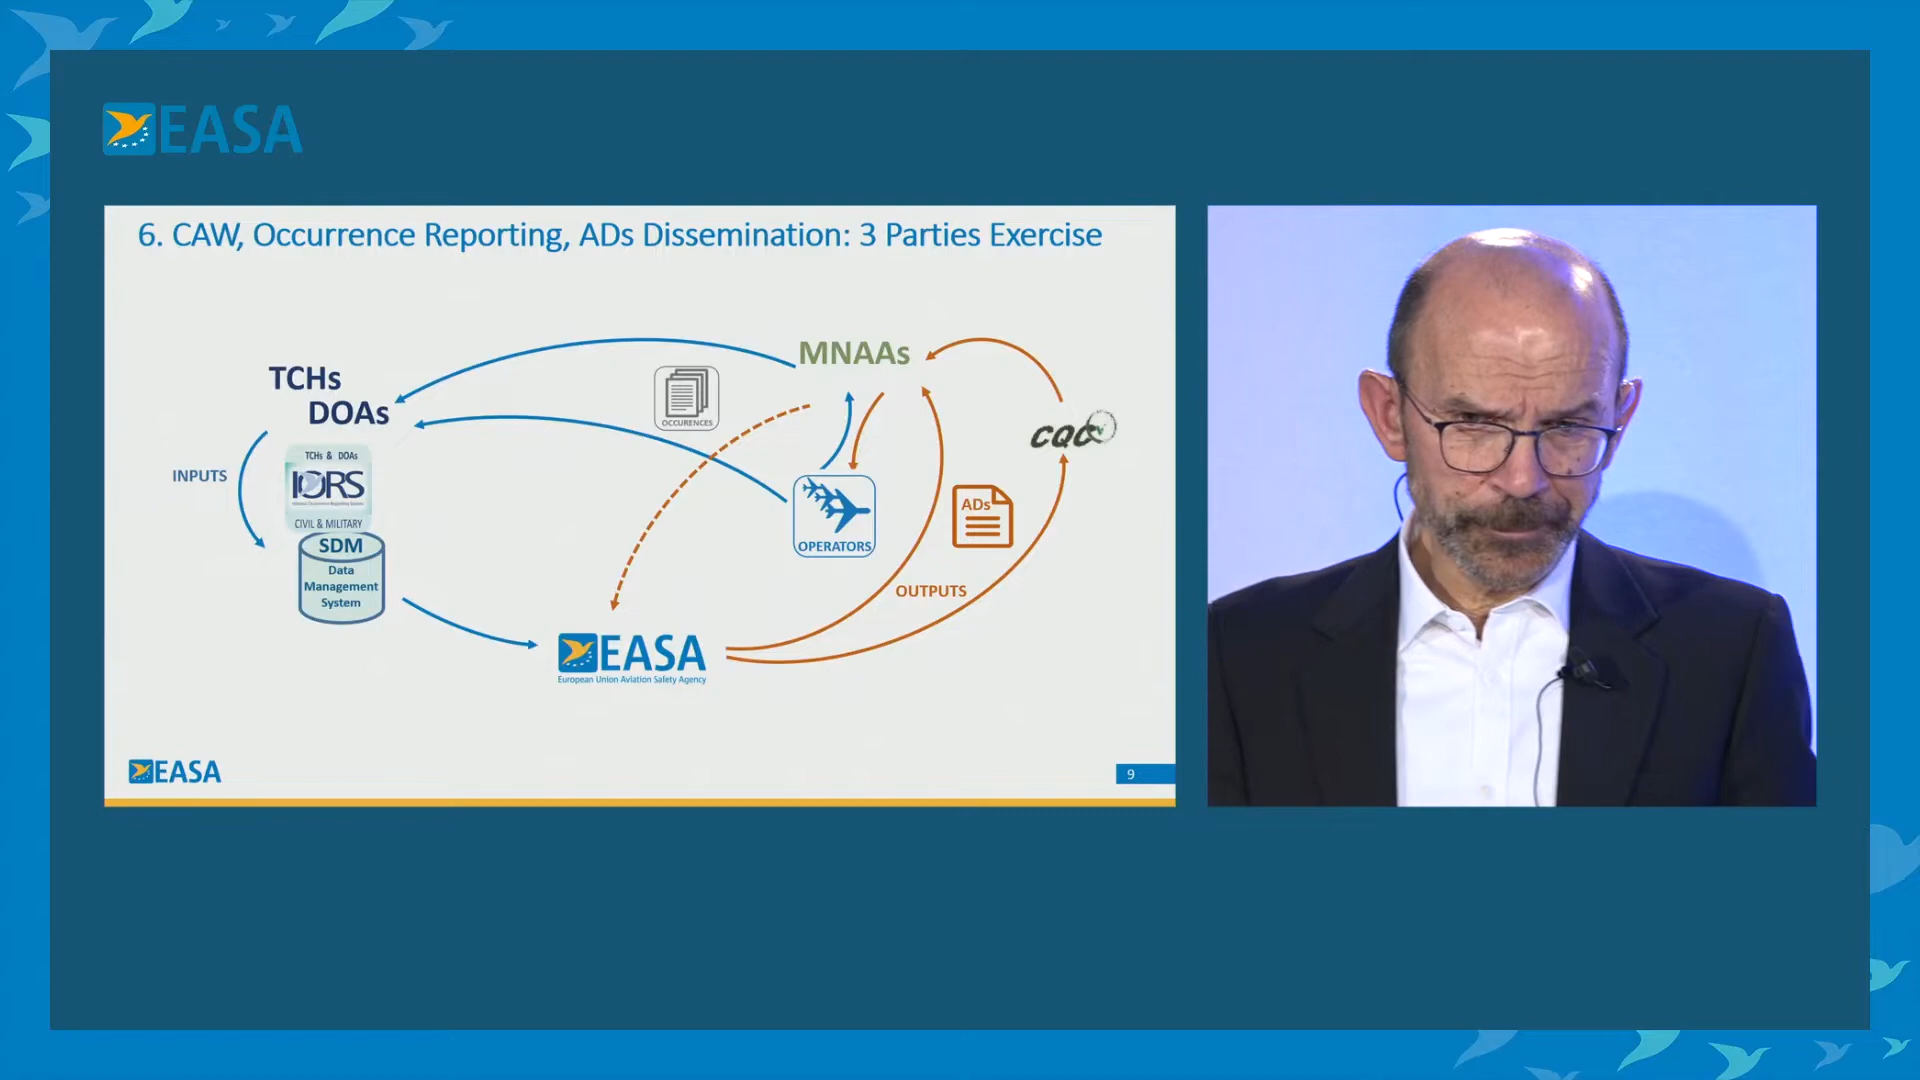 EASA
6. CAW, Occurrence Reporting, ADs Dissemination: 3 Parties Exercise
MNAAs
TCHs
DOAs
OCCURENCES
CQC
INPUTS
TCHs & DOAs
IORS
CIVIL & MILITARY
SDM
Data
Management
System
OPERATORS
ADs
OUTPUTS
EASA
European Union Aviation Safety Agency
EASA
9